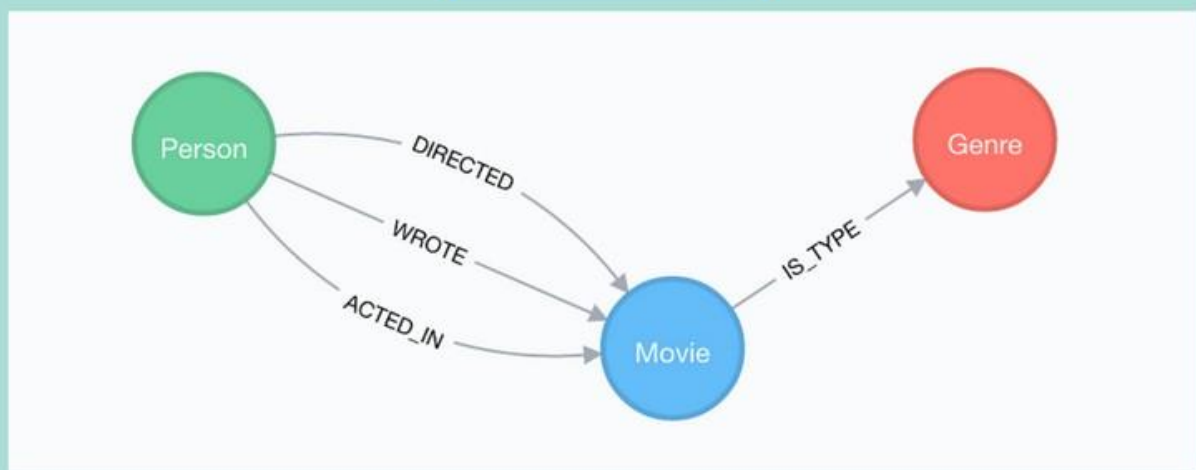 Person
DIRECTED
WROTE
ACTED_IN
Movie
IS_TYPE
Genre